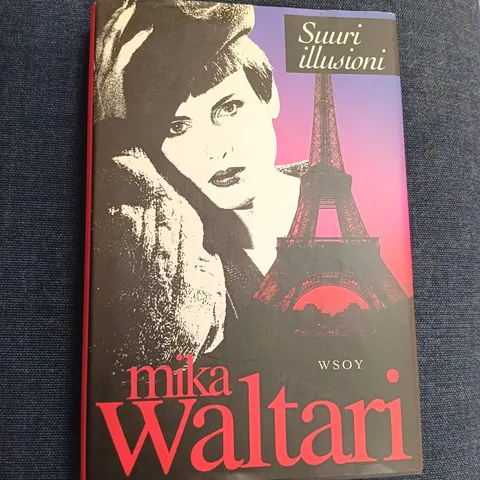 Suuri
illusioni
WSOY
mika
Waltari